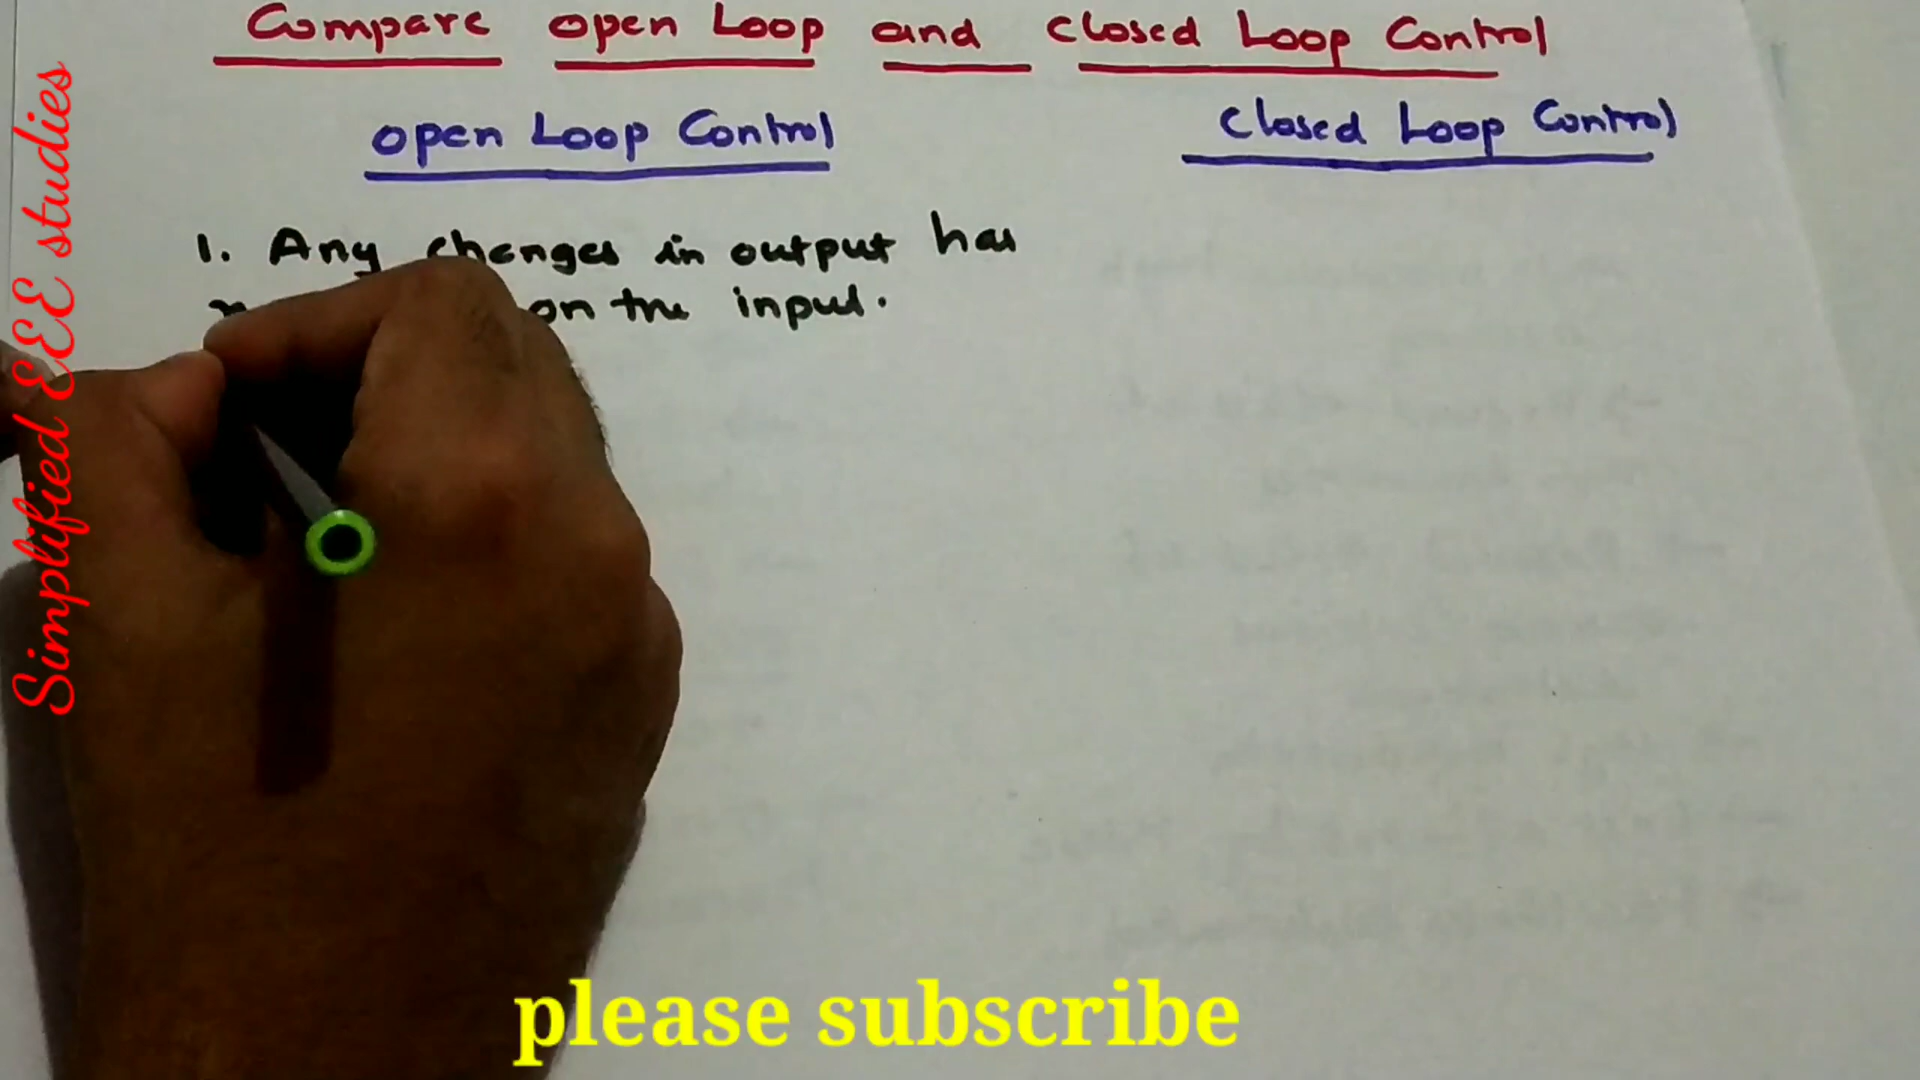 Compare open Loop and closed Loop Control
open Loop Control
closed Loop Control
1. Any changes in output has
on the input.
Simplified EEE studies
please subscribe